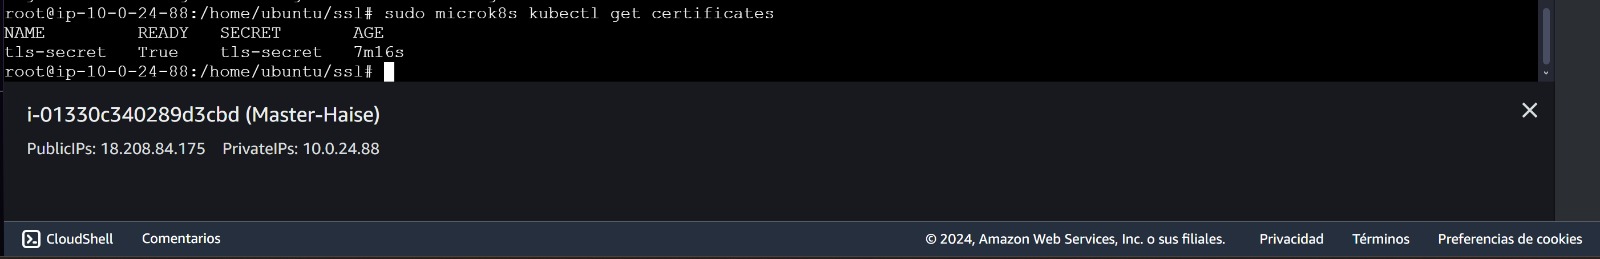 root@ip-10-0-24-88:/home/ubuntu/ssl# sudo microk8s kubectl get certificates
NAME READY SECRET AGE
tls-secret True tls-secret 7m16s
root@ip-10-0-24-88:/home/ubuntu/ssl#
i-01330c340289d3cbd (Master-Haise)
PublicIPs: 18.208.84.175 PrivateIPs: 10.0.24.88
CloudShell Comentarios © 2024, Amazon Web Services, Inc. o sus filiales. Privacidad Términos Preferencias de cookies